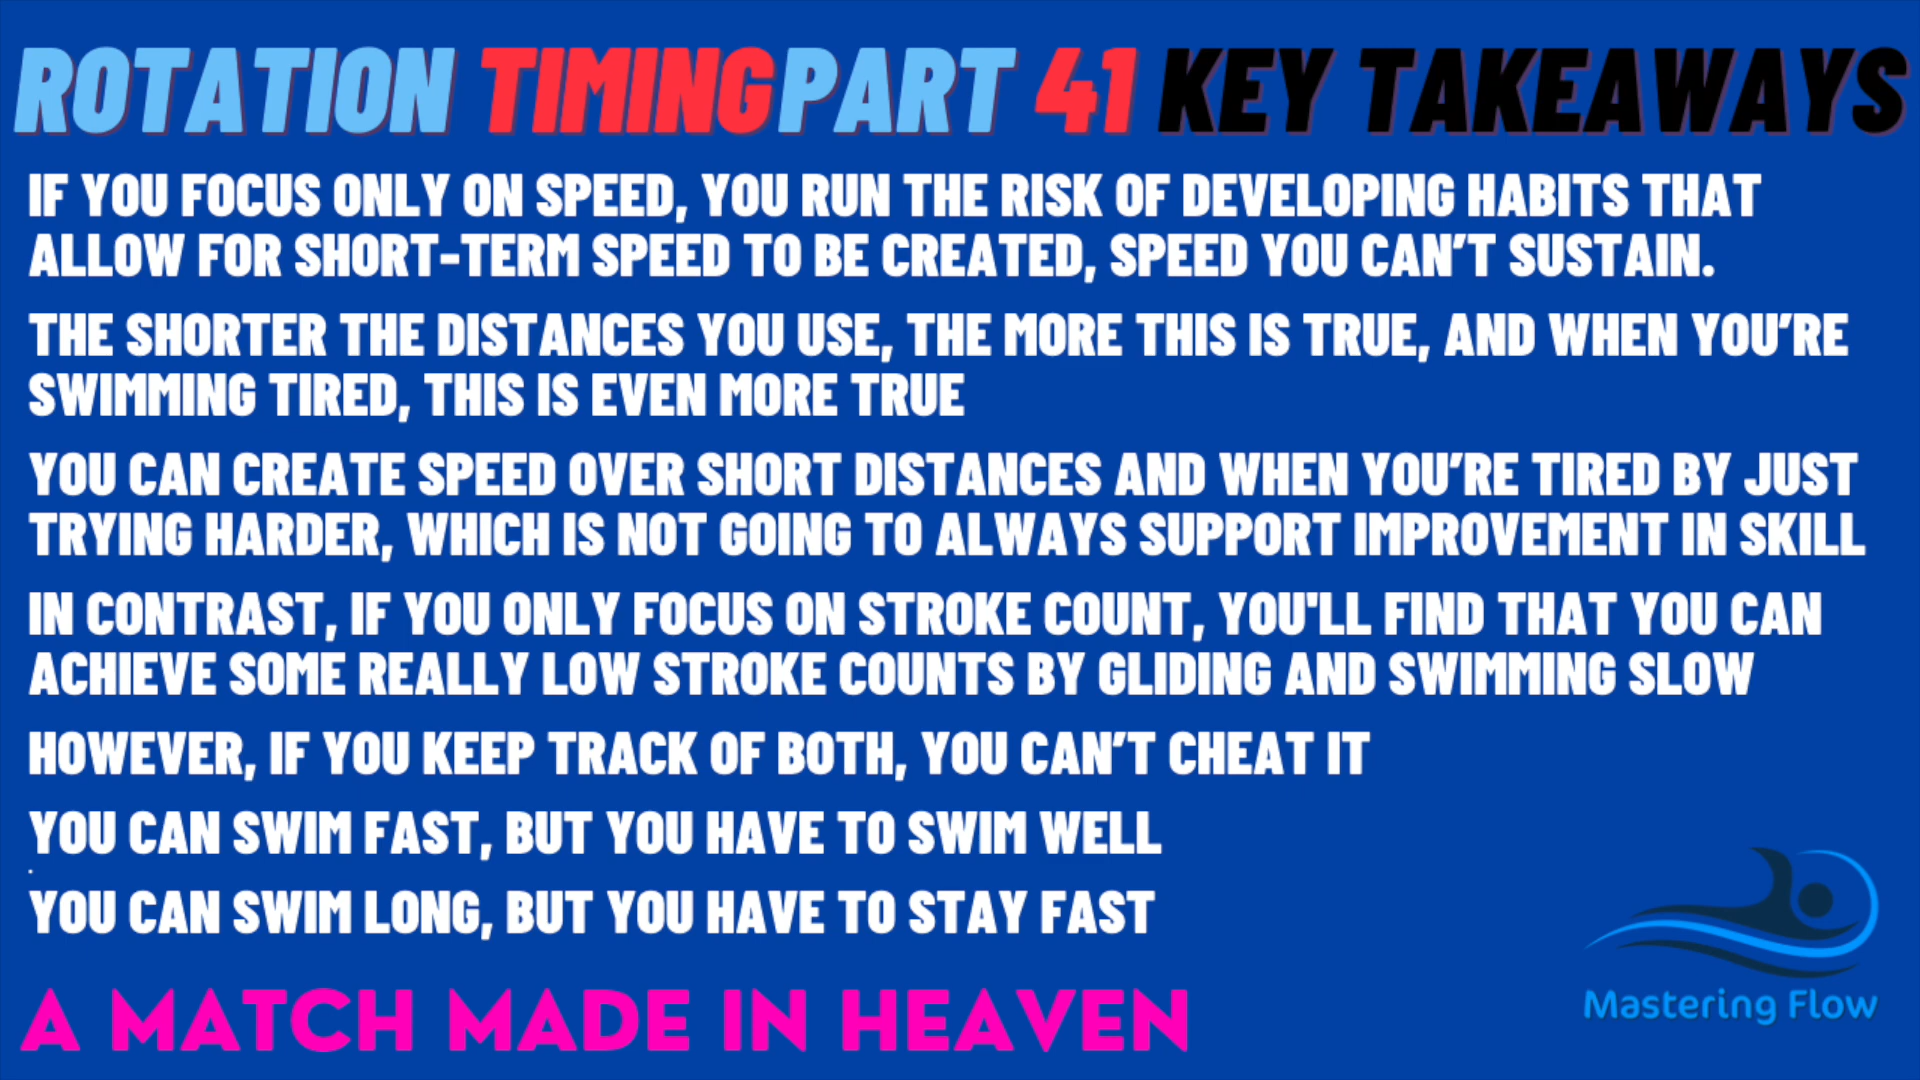 ROTATION TIMINGPART 41 KEY TAKEAWAYS
IF YOU FOCUS ONLY ON SPEED, YOU RUN THE RISK OF DEVELOPING HABITS THAT
ALLOW FOR SHORT-TERM SPEED TO BE CREATED, SPEED YOU CAN’T SUSTAIN.
THE SHORTER THE DISTANCES YOU USE, THE MORE THIS IS TRUE, AND WHEN YOU’RE
SWIMMING TIRED, THIS IS EVEN MORE TRUE
YOU CAN CREATE SPEED OVER SHORT DISTANCES AND WHEN YOU’RE TIRED BY JUST
TRYING HARDER, WHICH IS NOT GOING TO ALWAYS SUPPORT IMPROVEMENT IN SKILL
IN CONTRAST, IF YOU ONLY FOCUS ON STROKE COUNT, YOU'LL FIND THAT YOU CAN
ACHIEVE SOME REALLY LOW STROKE COUNTS BY GLIDING AND SWIMMING SLOW
HOWEVER, IF YOU KEEP TRACK OF BOTH, YOU CAN’T CHEAT IT
YOU CAN SWIM FAST, BUT YOU HAVE TO SWIM WELL
.
YOU CAN SWIM LONG, BUT YOU HAVE TO STAY FAST
A MATCH MADE IN HEAVEN
Mastering Flow